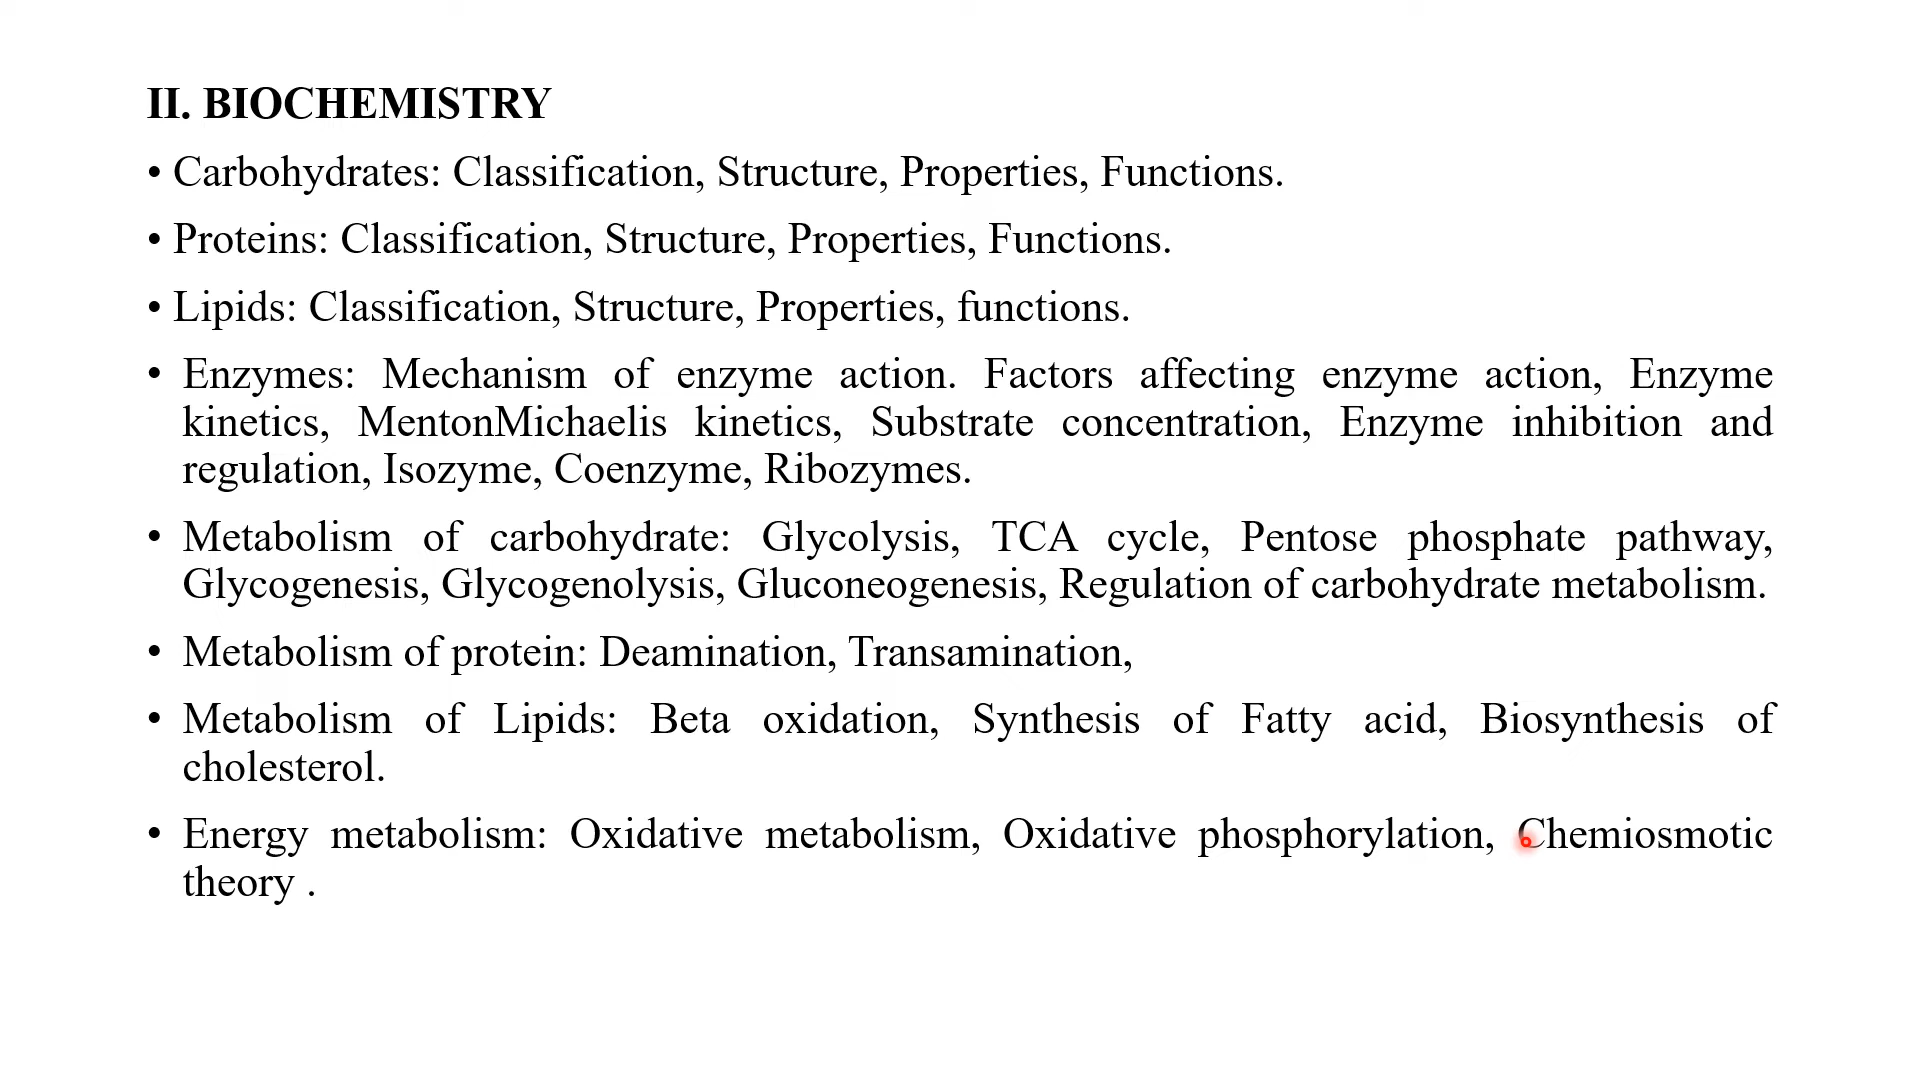 II. BIOCHEMISTRY
• Carbohydrates: Classification, Structure, Properties, Functions.
• Proteins: Classification, Structure, Properties, Functions.
• Lipids: Classification, Structure, Properties, functions.
• Enzymes: Mechanism of enzyme action. Factors affecting enzyme action, Enzyme
kinetics, MentonMichaelis kinetics, Substrate concentration, Enzyme inhibition and
regulation, Isozyme, Coenzyme, Ribozymes.
• Metabolism of carbohydrate: Glycolysis, TCA cycle, Pentose phosphate pathway,
Glycogenesis, Glycogenolysis, Gluconeogenesis, Regulation of carbohydrate metabolism.
• Metabolism of protein: Deamination, Transamination,
• Metabolism of Lipids: Beta oxidation, Synthesis of Fatty acid, Biosynthesis of
cholesterol.
• Energy metabolism: Oxidative metabolism, Oxidative phosphorylation, Chemiosmotic
theory .